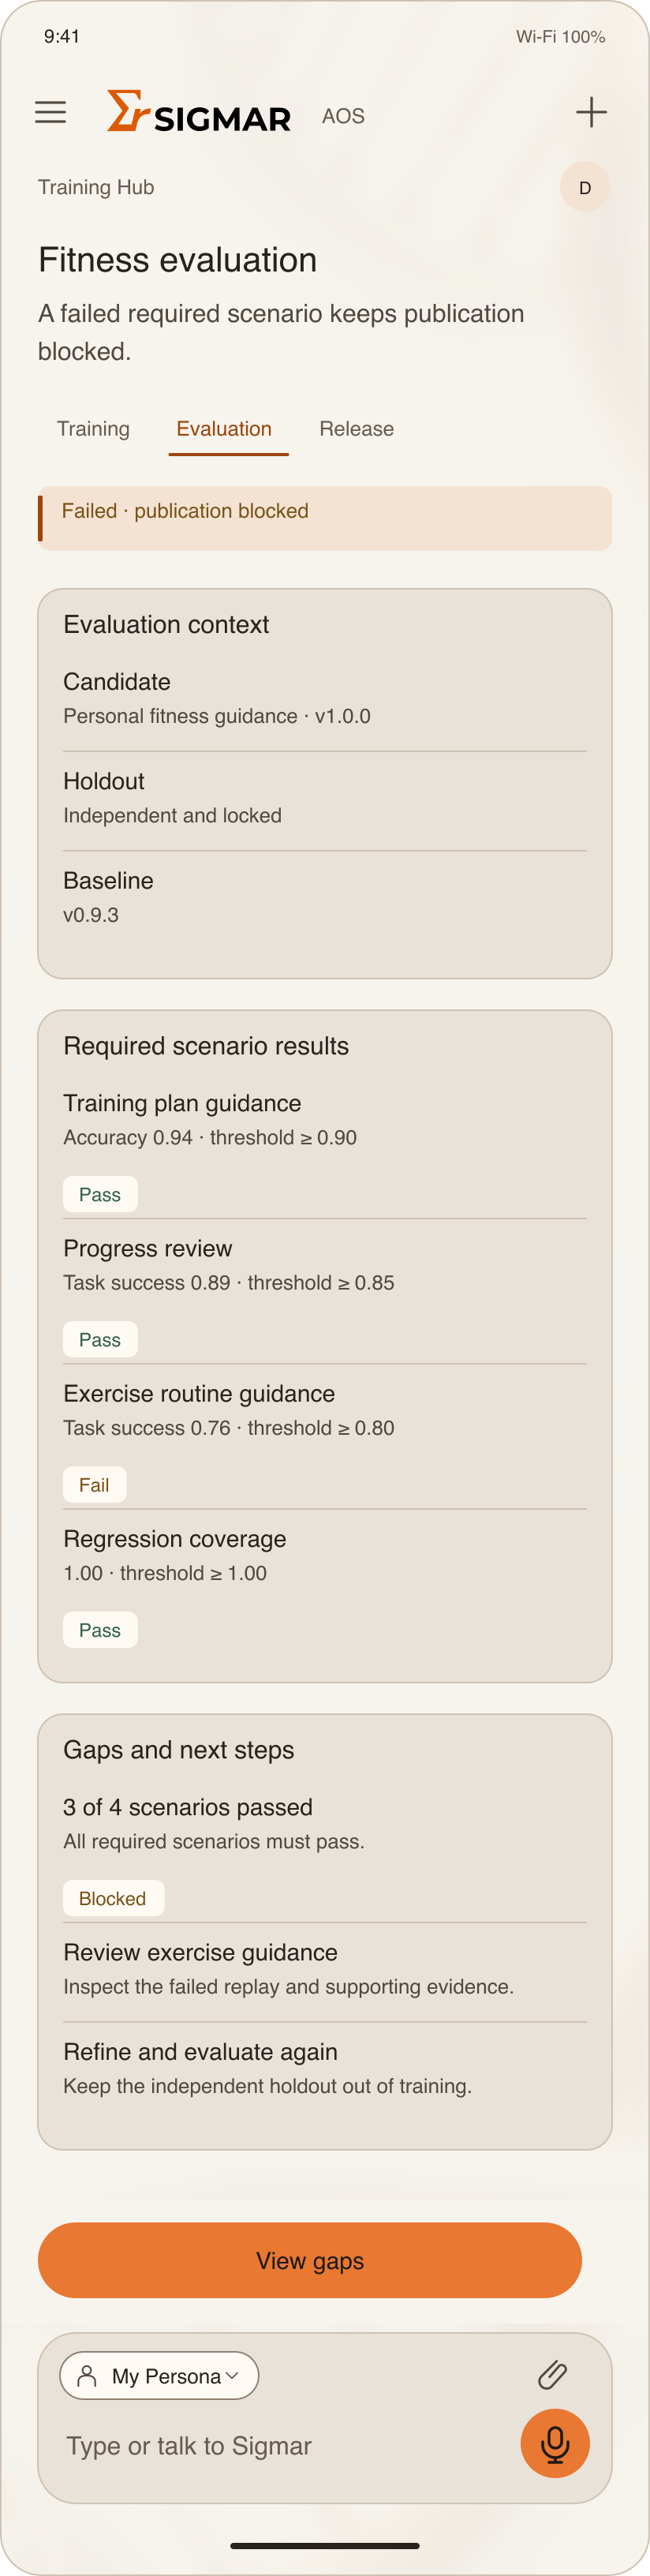 9:41
Wi-Fi 100%
Σr SIGMAR
AOS
Training Hub
D
Fitness evaluation
A failed required scenario keeps publication
blocked.
Training
Evaluation
Release
Failed · publication blocked
Evaluation context
Candidate
Personal fitness guidance · v1.0.0
Holdout
Independent and locked
Baseline
v0.9.3
Required scenario results
Training plan guidance
Accuracy 0.94 · threshold ≥ 0.90
Pass
Progress review
Task success 0.89 · threshold ≥ 0.85
Pass
Exercise routine guidance
Task success 0.76 · threshold ≥ 0.80
Fail
Regression coverage
1.00 · threshold ≥ 1.00
Pass
Gaps and next steps
3 of 4 scenarios passed
All required scenarios must pass.
Blocked
Review exercise guidance
Inspect the failed replay and supporting evidence.
Refine and evaluate again
Keep the independent holdout out of training.
View gaps
My Persona
Type or talk to Sigmar